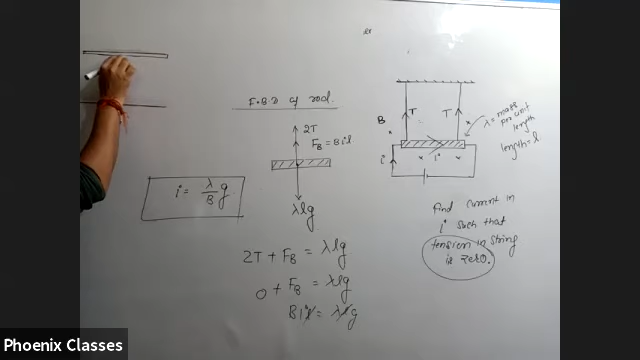 F.B.D of rod.
2T
F_B = Bil
λlg
i = λ/B g
2T + F_B = λlg
0 + F_B = λlg
Bil = λlg
B
T
T
i
i
λ = mass per unit length
length = l.
Find current in
i such that
tension in string
is zero.
Phoenix Classes